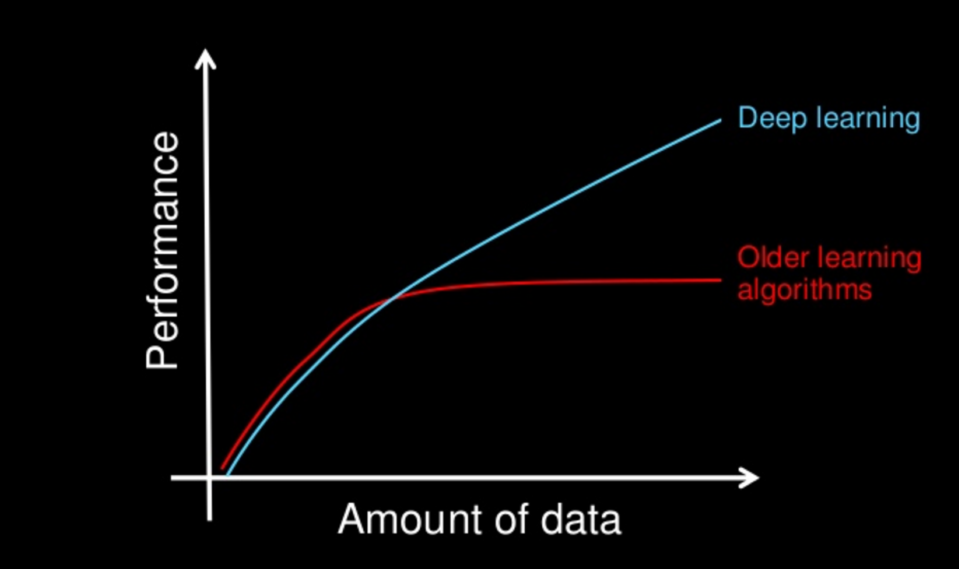 Performance
Deep learning
Older learning
algorithms
Amount of data